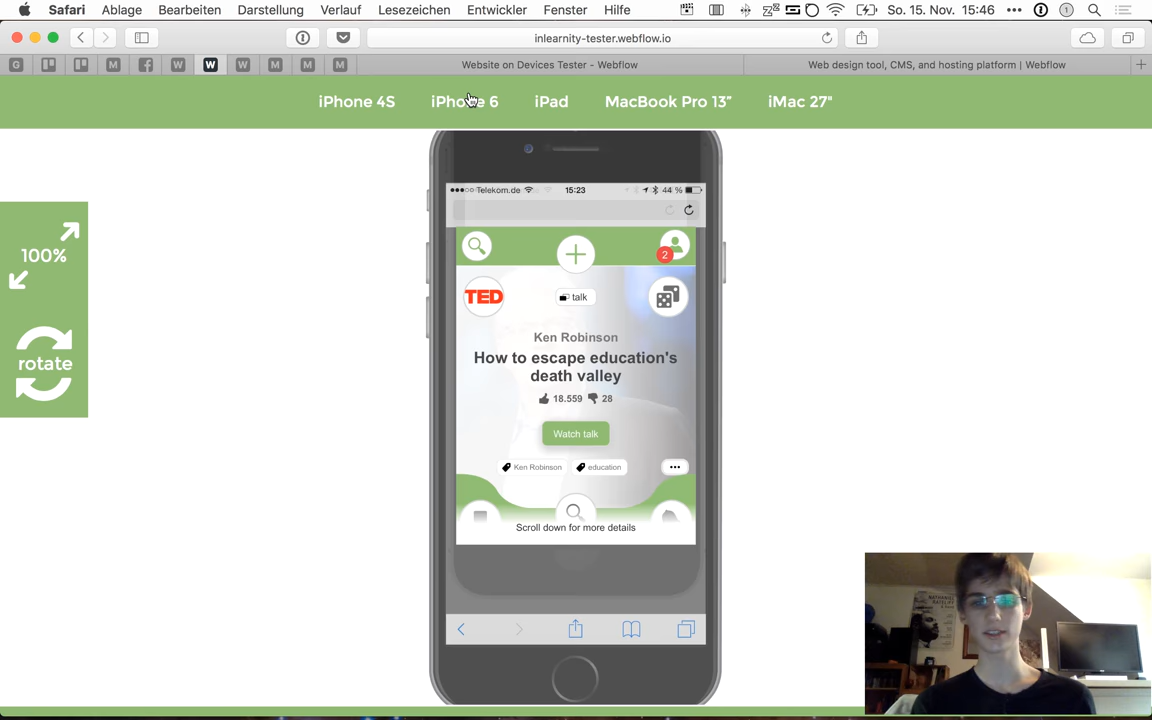 Safari Ablage Bearbeiten Darstellung Verlauf Lesezeichen Entwickler Fenster Hilfe So. 15. Nov. 15:46
inlearnity-tester.webflow.io
G M f W W W M M M Website on Devices Tester - Webflow Web design tool, CMS, and hosting platform | Webflow
iPhone 4S iPhone 6 iPad MacBook Pro 13” iMac 27”
100%
rotate
Telekom.de 15:23 44 %
2
TED talk
Ken Robinson
How to escape education's
death valley
18.559 28
Watch talk
Ken Robinson education
Scroll down for more details